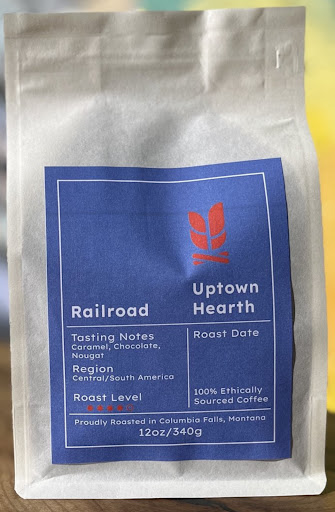 Uptown
Hearth
Railroad
Tasting Notes
Caramel, Chocolate,
Nougat
Region
Central/South America
Roast Level
Roast Date
100% Ethically
Sourced Coffee
Proudly Roasted in Columbia Falls, Montana
12oz/340g